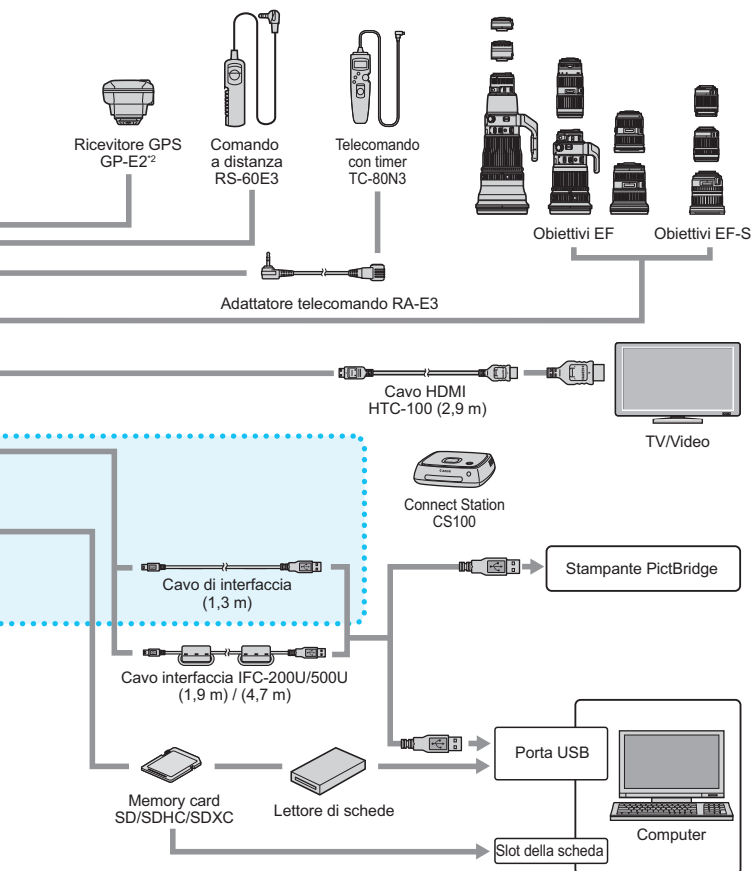 Ricevitore GPS
GP-E2*2
Comando
a distanza
RS-60E3
Telecomando
con timer
TC-80N3
Obiettivi EF
Obiettivi EF-S
Adattatore telecomando RA-E3
Cavo HDMI
HTC-100 (2,9 m)
TV/Video
Canon
Connect Station
CS100
Cavo di interfaccia
(1,3 m)
Stampante PictBridge
Cavo interfaccia IFC-200U/500U
(1,9 m) / (4,7 m)
Porta USB
Memory card
SD/SDHC/SDXC
Lettore di schede
Computer
Slot della scheda